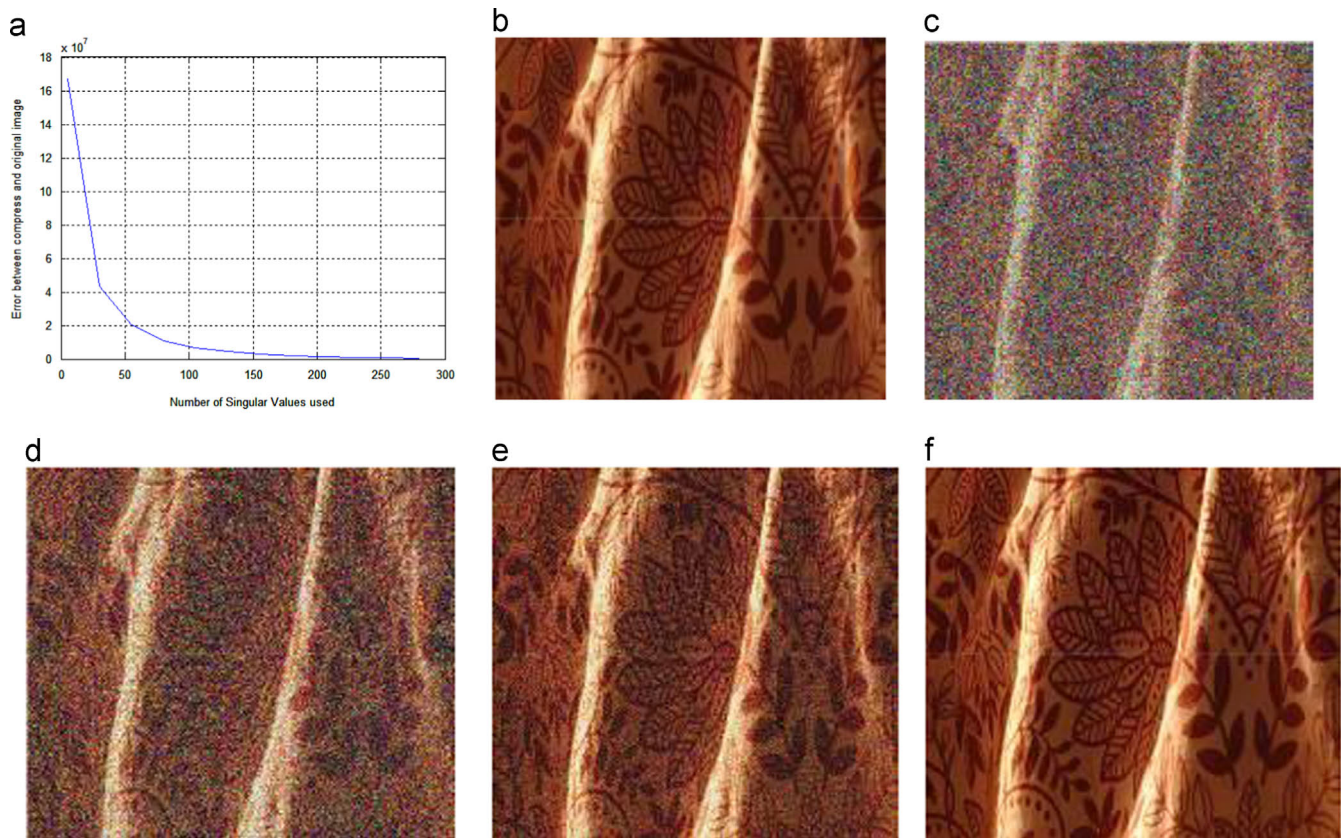 a
b
c
x 10^7
18
16
14
12
10
8
6
4
2
0
0 50 100 150 200 250 300
Error between compress and original image
Number of Singular Values used
d
e
f